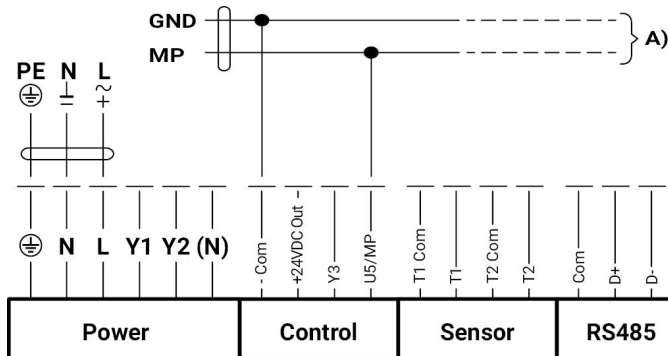 GND
MP
A)
PE N L
N L Y1 Y2 (N)
- Com
+24VDC Out -
Y3
U5/MP
T1 Com
T1
T2 Com
T2
Com
D+
D-
Power Control Sensor RS485